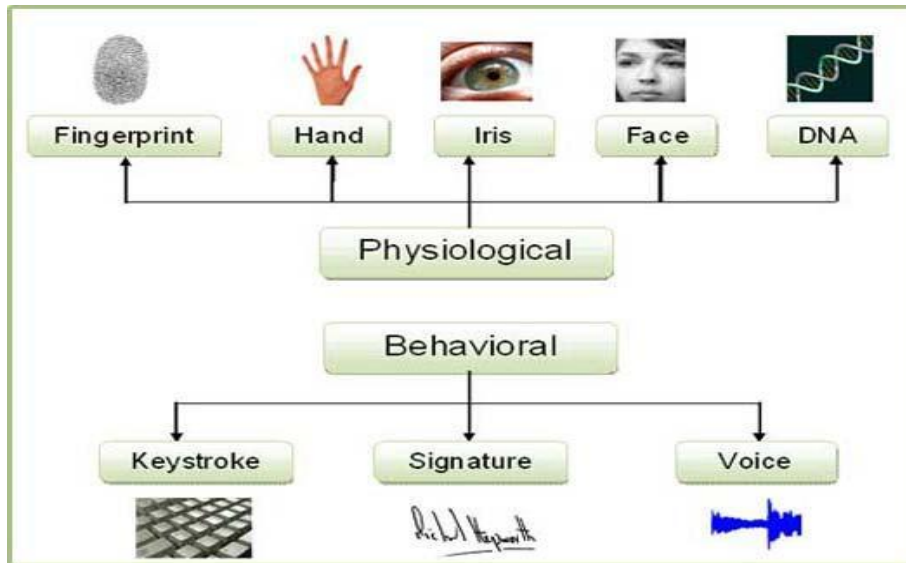 Fingerprint
Hand
Iris
Face
DNA
Physiological
Behavioral
Keystroke
Signature
Voice